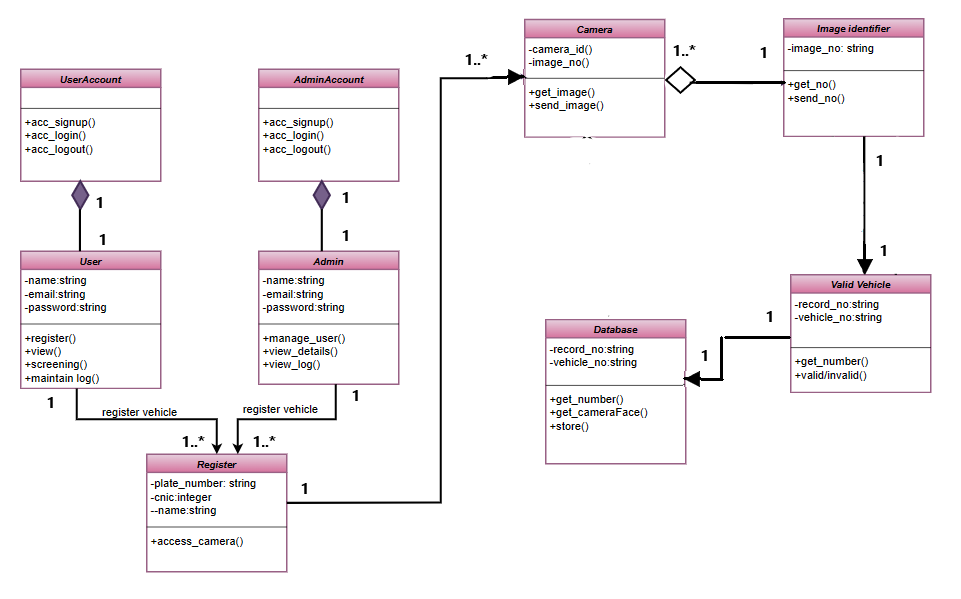 UserAccount
+acc_signup()
+acc_login()
+acc_logout()
1
1
User
-name:string
-email:string
-password:string
+register()
+view()
+screening()
+maintain log()
1
register vehicle
1..*
AdminAccount
+acc_signup()
+acc_login()
+acc_logout()
1
1
Admin
-name:string
-email:string
-password:string
+manage_user()
+view_details()
+view_log()
1
register vehicle
1..*
Register
-plate_number: string
-cnic:integer
--name:string
+access_camera()
1
1..*
Camera
-camera_id()
-image_no()
+get_image()
+send_image()
1..*
1
Image identifier
-image_no: string
+get_no()
+send_no()
1
1
Valid Vehicle
-record_no:string
-vehicle_no:string
+get_number()
+valid/invalid()
1
1
Database
-record_no:string
-vehicle_no:string
+get_number()
+get_cameraFace()
+store()